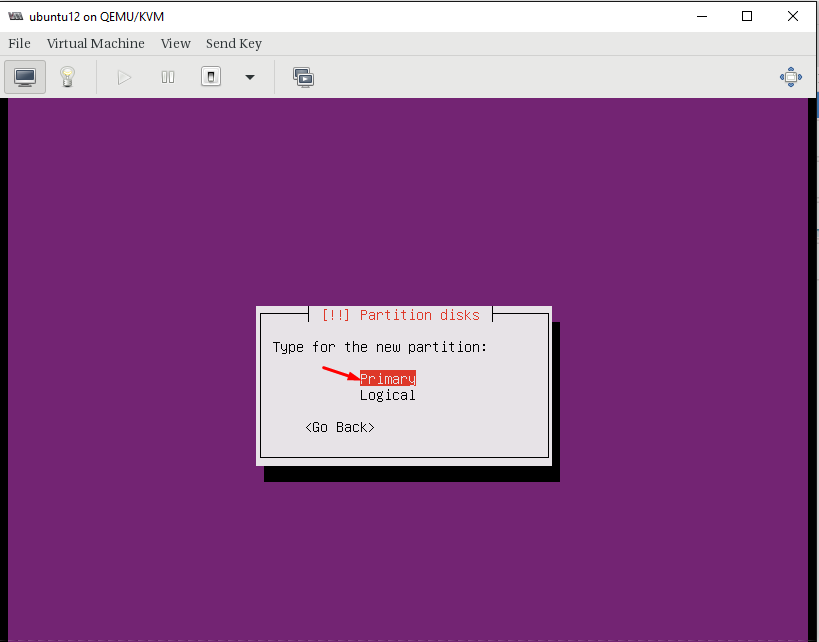 ubuntu12 on QEMU/KVM
File Virtual Machine View Send Key
[!!] Partition disks
Type for the new partition:
Primary
Logical
<Go Back>